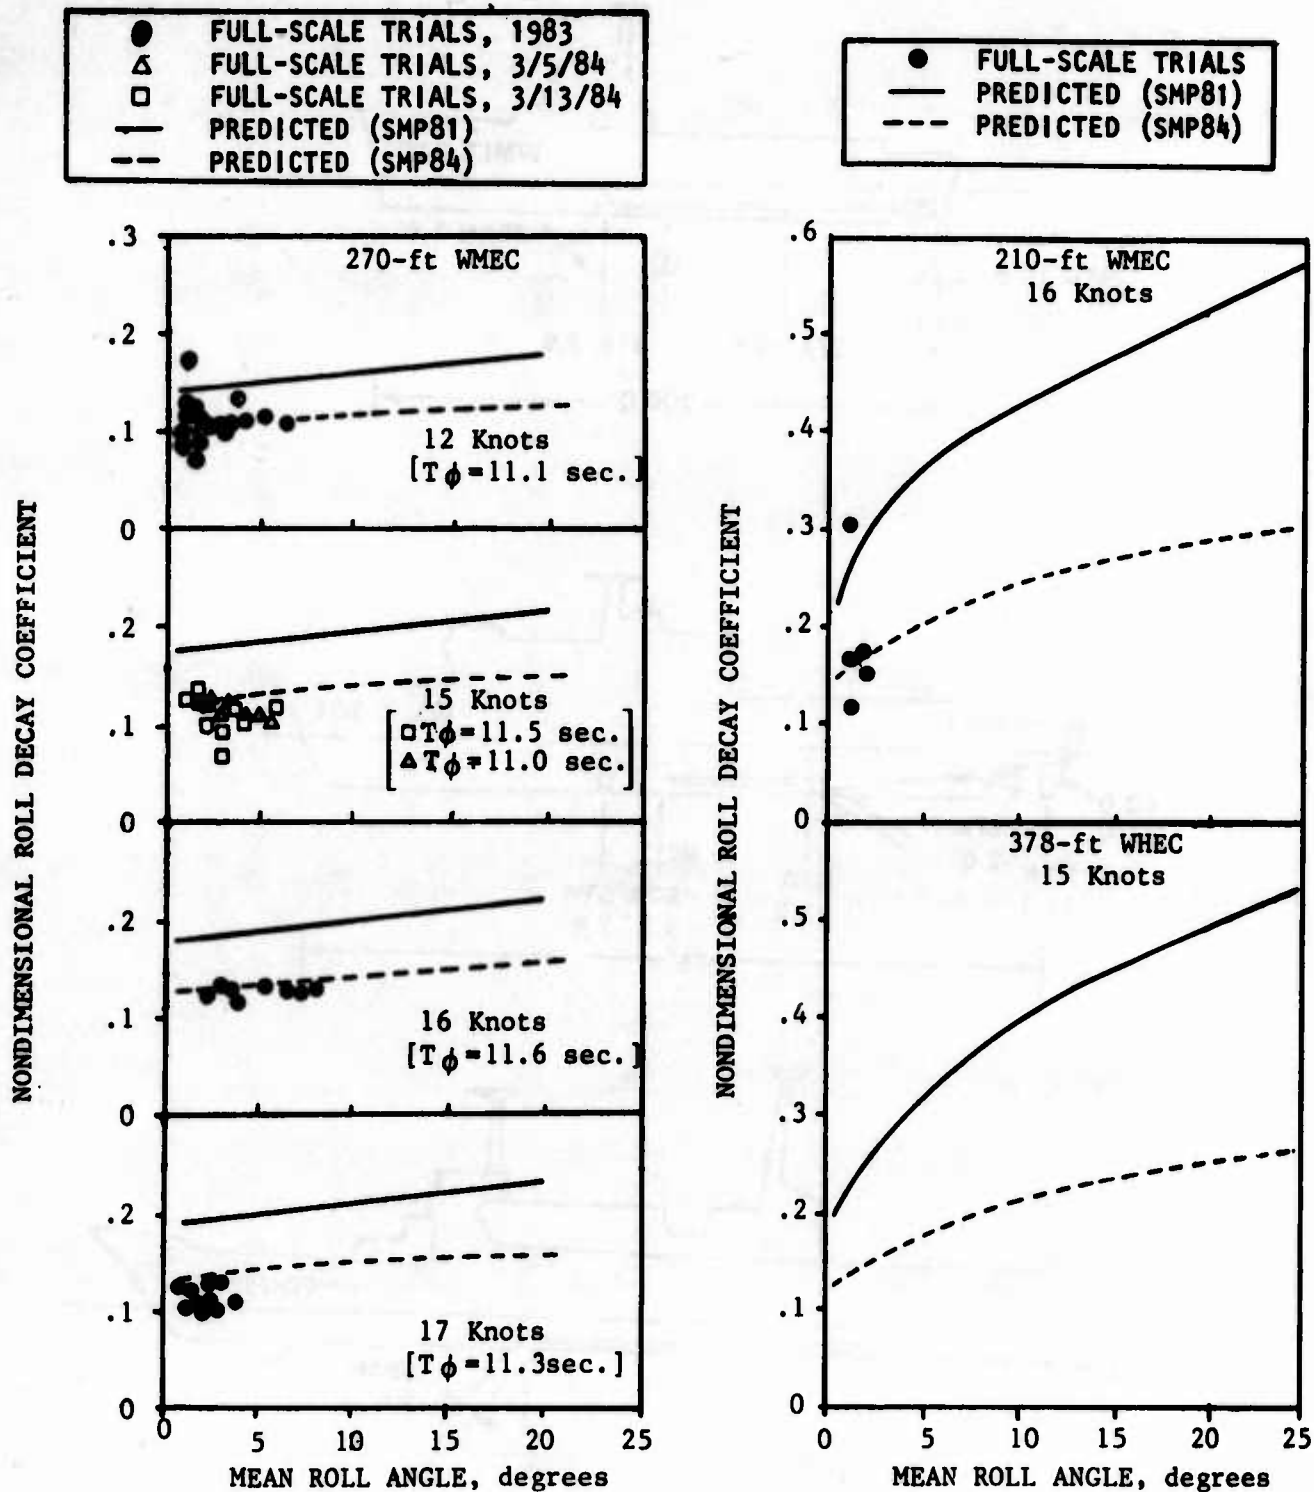 FULL-SCALE TRIALS, 1983
FULL-SCALE TRIALS, 3/5/84
FULL-SCALE TRIALS, 3/13/84
PREDICTED (SMP81)
PREDICTED (SMP84)
FULL-SCALE TRIALS
PREDICTED (SMP81)
PREDICTED (SMP84)
NONDIMENSIONAL ROLL DECAY COEFFICIENT
.3
270-ft WMEC
.2
.1
12 Knots
[Tϕ=11.1 sec.]
0
.2
.1
15 Knots
Tϕ=11.5 sec.
Tϕ=11.0 sec.
0
.2
.1
16 Knots
[Tϕ=11.6 sec.]
0
.2
.1
17 Knots
[Tϕ=11.3sec.]
0
0 5 10 15 20 25
MEAN ROLL ANGLE, degrees
NONDIMENSIONAL ROLL DECAY COEFFICIENT
.6
210-ft WMEC
16 Knots
.5
.4
.3
.2
.1
0
378-ft WHEC
15 Knots
.5
.4
.3
.2
.1
0
0 5 10 15 20 25
MEAN ROLL ANGLE, degrees